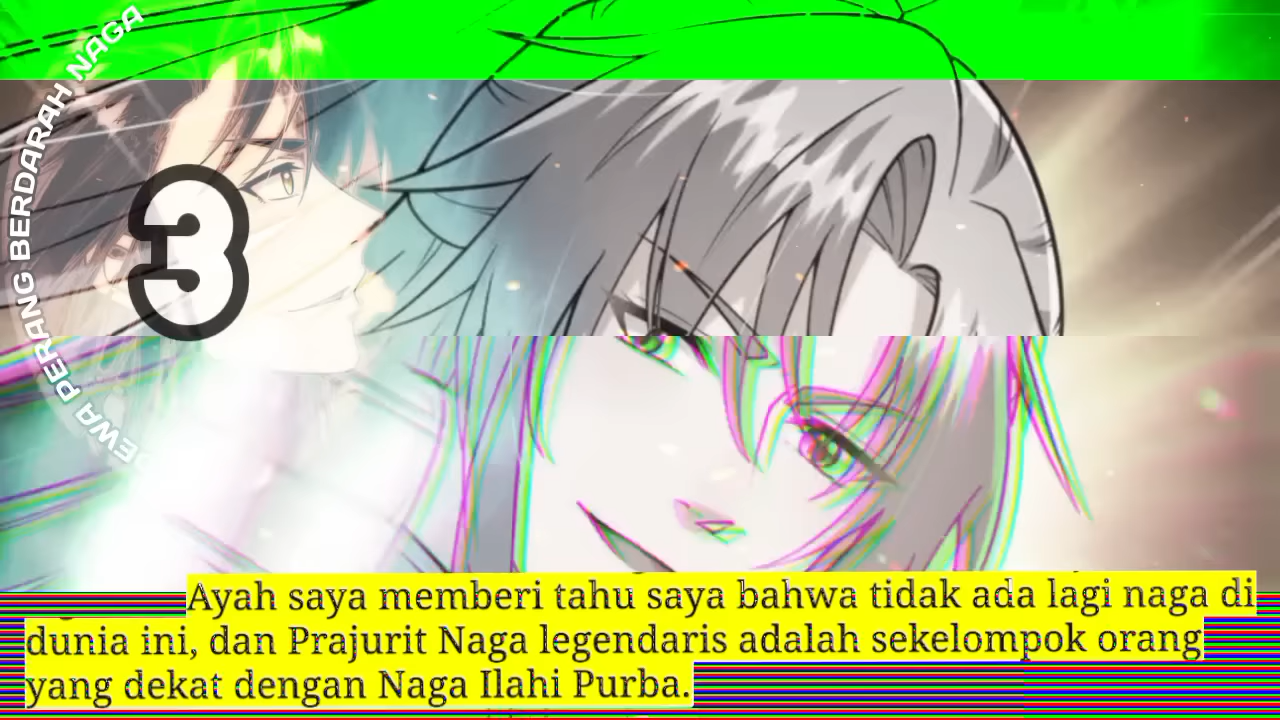 DEWA PERANG BERDARAH NAGA
3
Ayah saya memberi tahu saya bahwa tidak ada lagi naga di
dunia ini, dan Prajurit Naga legendaris adalah sekelompok orang
yang dekat dengan Naga Ilahi Purba.